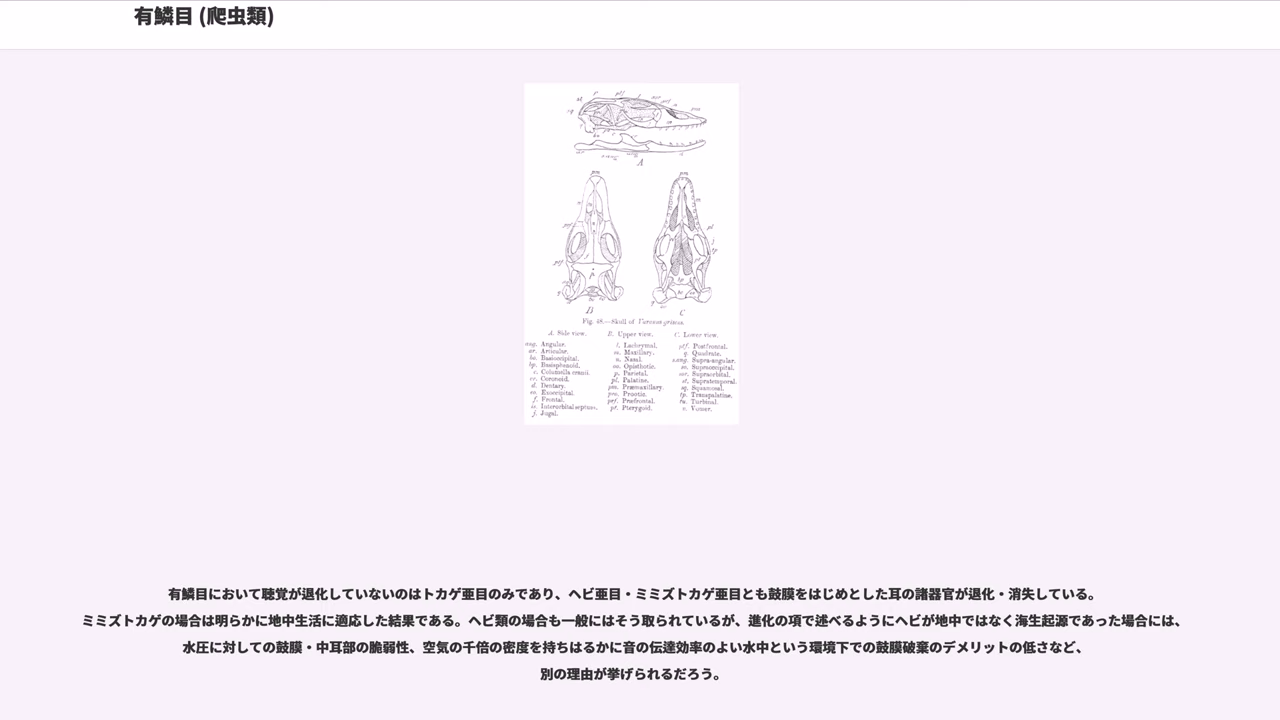 有鱗目 (爬虫類)
A
B
C
Fig. 48.—Skull of Varanus griseus.
A. Side view. B. Upper view. C. Lower view.
ang. Angular.
ar. Articular.
bo. Basioccipital.
bp. Basisphenoid.
c. Columella cranii.
cr. Coronoid.
d. Dentary.
eo. Exoccipital.
f. Frontal.
is. Interorbital septum.
j. Jugal.
l. Lachrymal.
m. Maxillary.
n. Nasal.
oo. Opisthotic.
p. Parietal.
pl. Palatine.
pm. Præmaxillary.
pro. Prootic.
prf. Præfrontal.
pt. Pterygoid.
ptf. Postfrontal.
q. Quadrate.
sang. Supra-angular.
so. Supraoccipital.
sor. Supraorbital.
st. Supratemporal.
sq. Squamosal.
tp. Transpalatine.
tu. Turbinal.
v. Vomer.
有鱗目において聴覚が退化していないのはトカゲ亜目のみであり、ヘビ亜目・ミミズトカゲ亜目とも鼓膜をはじめとした耳の諸器官が退化・消失している。
ミミズトカゲの場合は明らかに地中生活に適応した結果である。ヘビ類の場合も一般にはそう取られているが、進化の項で述べるようにヘビが地中ではなく海生起源であった場合には、
水圧に対しての鼓膜・中耳部の脆弱性、空気の千倍の密度を持ちはるかに音の伝達効率のよい水中という環境下での鼓膜破棄のデメリットの低さなど、
別の理由が挙げられるだろう。